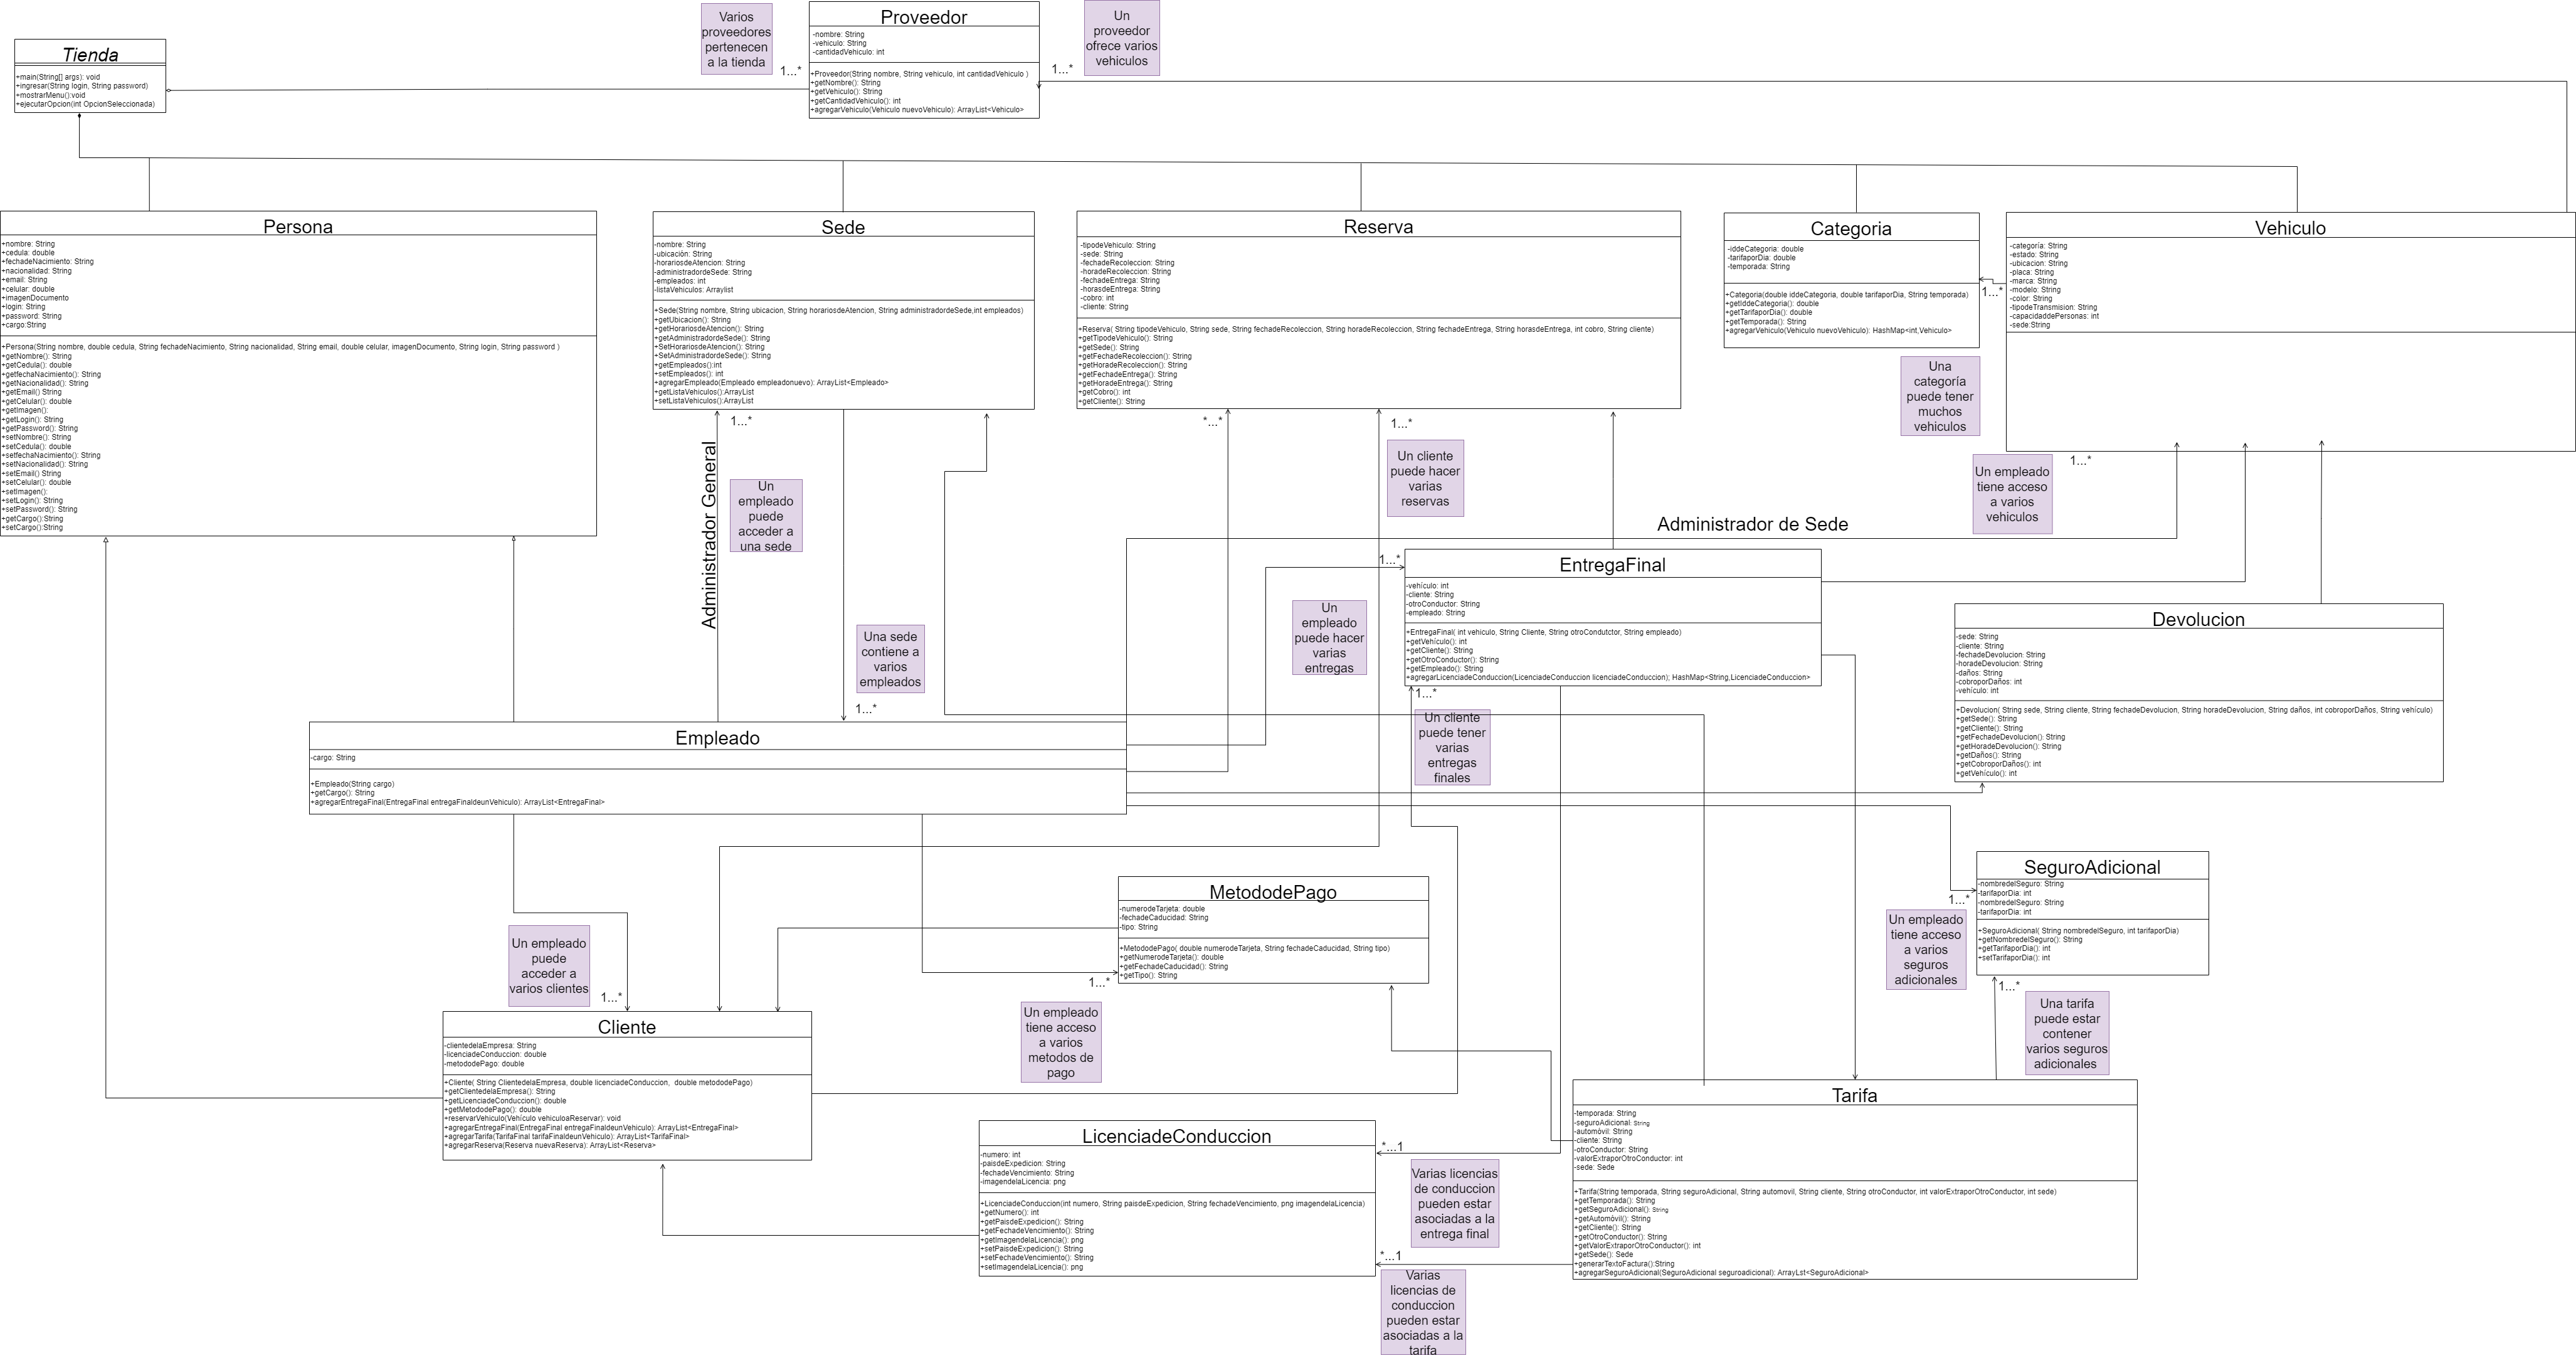 Tienda
+main(String[] args): void
+ingresar(String login, String password)
+mostrarMenu():void
+ejecutarOpcion(int OpcionSeleccionada)
Varios
proveedores
pertenecen
a la tienda
1...*
Proveedor
-nombre: String
-vehiculo: String
-cantidadVehiculo: int
+Proveedor(String nombre, String vehiculo, int cantidadVehiculo )
+getNombre(): String
+getVehiculo(): String
+getCantidadVehiculo(): int
+agregarVehiculo(Vehiculo nuevoVehiculo): ArrayList<Vehiculo>
1...*
Un
proveedor
ofrece varios
vehiculos
Persona
+nombre: String
+cedula: double
+fechadeNacimiento: String
+nacionalidad: String
+email: String
+celular: double
+imagenDocumento
+login: String
+password: String
+cargo:String
+Persona(String nombre, double cedula, String fechadeNacimiento, String nacionalidad, String email, double celular, imagenDocumento, String login, String password )
+getNombre(): String
+getCedula(): double
+getfechaNacimiento(): String
+getNacionalidad(): String
+getEmail() String
+getCelular(): double
+getImagen():
+getLogin(): String
+getPassword(): String
+setNombre(): String
+setCedula(): double
+setfechaNacimiento(): String
+setNacionalidad(): String
+setEmail() String
+setCelular(): double
+setImagen():
+setLogin(): String
+setPassword(): String
+getCargo():String
+setCargo():String
Sede
-nombre: String
-ubicación: String
-horariosdeAtencion: String
-administradordeSede: String
-empleados: int
-listaVehiculos: Arraylist
+Sede(String nombre, String ubicacion, String horariosdeAtencion, String administradordeSede,int empleados)
+getUbicacion(): String
+getHorariosdeAtencion(): String
+getAdministradordeSede(): String
+SetHorariosdeAtencion(): String
+SetAdministradordeSede(): String
+getEmpleados():int
+setEmpleados(): int
+agregarEmpleado(Empleado empleadonuevo): ArrayList<Empleado>
+getListaVehiculos():ArrayList
+setListaVehiculos():ArrayList
Reserva
-tipodeVehiculo: String
-sede: String
-fechadeRecoleccion: String
-horadeRecoleccion: String
-fechadeEntrega: String
-horasdeEntrega: String
-cobro: int
-cliente: String
+Reserva( String tipodeVehiculo, String sede, String fechadeRecoleccion, String horadeRecoleccion, String fechadeEntrega, String horasdeEntrega, int cobro, String cliente)
+getTipodeVehiculo(): String
+getSede(): String
+getFechadeRecoleccion(): String
+getHoradeRecoleccion(): String
+getFechadeEntrega(): String
+getHoradeEntrega(): String
+getCobro(): int
+getCliente(): String
Categoria
-iddeCategoria: double
-tarifaporDia: double
-temporada: String
+Categoria(double iddeCategoria, double tarifaporDia, String temporada)
+getIddeCategoria(): double
+getTarifaporDia(): double
+getTemporada(): String
+agregarVehiculo(Vehiculo nuevoVehiculo): HashMap<int,Vehiculo>
1...*
Una
categoría
puede tener
muchos
vehiculos
Vehiculo
-categoría: String
-estado: String
-ubicacion: String
-placa: String
-marca: String
-modelo: String
-color: String
-tipodeTransmision: String
-capacidaddePersonas: int
-sede:String
1...*
Un empleado
tiene acceso
a varios
vehiculos
Administrador General
1...*
Un
empleado
puede
acceder a
una sede
*...*
1...*
Un cliente
puede hacer
varias
reservas
Administrador de Sede
Una sede
contiene a
varios
empleados
1...*
1...*
Un
empleado
puede hacer
varias
entregas
EntregaFinal
-vehículo: int
-cliente: String
-otroConductor: String
-empleado: String
+EntregaFinal( int vehiculo, String Cliente, String otroCondutctor, String empleado)
+getVehículo(): int
+getCliente(): String
+getOtroConductor(): String
+getEmpleado(): String
+agregarLicenciadeConduccion(LicenciadeConduccion licenciadeConduccion); HashMap<String,LicenciadeConduccion>
1...*
Un cliente
puede tener
varias
entregas
finales
Devolucion
-sede: String
-cliente: String
-fechadeDevolucion: String
-horadeDevolucion: String
-daños: String
-cobroporDaños: int
-vehículo: int
+Devolucion( String sede, String cliente, String fechadeDevolucion, String horadeDevolucion, String daños, int cobroporDaños, String vehículo)
+getSede(): String
+getCliente(): String
+getFechadeDevolucion(): String
+getHoradeDevolucion(): String
+getDaños(): String
+getCobroporDaños(): int
+getVehículo(): int
Empleado
-cargo: String
+Empleado(String cargo)
+getCargo(): String
+agregarEntregaFinal(EntregaFinal entregaFinaldeunVehiculo): ArrayList<EntregaFinal>
Un empleado
puede
acceder a
varios clientes
1...*
MetododePago
-numerodeTarjeta: double
-fechadeCaducidad: String
-tipo: String
+MetododePago( double numerodeTarjeta, String fechadeCaducidad, String tipo)
+getNumerodeTarjeta(): double
+getFechadeCaducidad(): String
+getTipo(): String
1...*
Un empleado
tiene acceso
a varios
metodos de
pago
SeguroAdicional
-nombredelSeguro: String
-tarifaporDia: int
-nombredelSeguro: String
-tarifaporDia: int
+SeguroAdicional( String nombredelSeguro, int tarifaporDia)
+getNombredelSeguro(): String
+getTarifaporDia(): int
+setTarifaporDia(): int
1...*
Un empleado
tiene acceso
a varios
seguros
adicionales
1...*
Una tarifa
puede estar
contener
varios seguros
adicionales
Cliente
-clientedelaEmpresa: String
-licenciadeConduccion: double
-metododePago: double
+Cliente( String ClientedelaEmpresa, double licenciadeConduccion,  double metododePago)
+getClientedelaEmpresa(): String
+getLicenciadeConduccion(): double
+getMetododePago(): double
+reservarVehiculo(Vehículo vehiculoaReservar): void
+agregarEntregaFinal(EntregaFinal entregaFinaldeunVehiculo): ArrayList<EntregaFinal>
+agregarTarifa(TarifaFinal tarifaFinaldeunVehiculo): ArrayList<TarifaFinal>
+agregarReserva(Reserva nuevaReserva): ArrayList<Reserva>
LicenciadeConduccion
-numero: int
-paisdeExpedicion: String
-fechadeVencimiento: String
-imagendelaLicencia: png
+LicenciadeConduccion(int numero, String paisdeExpedicion, String fechadeVencimiento, png imagendelaLicencia)
+getNumero(): int
+getPaisdeExpedicion(): String
+getFechadeVencimiento(): String
+getImagendelaLicencia: png
+setPaisdeExpedicion(): String
+setFechadeVencimiento(): String
+setImagendelaLicencia: png
*...1
Varias licencias
de conduccion
pueden estar
asociadas a la
entrega final
*...1
Varias
licencias de
conduccion
pueden estar
asociadas a la
tarifa
Tarifa
-temporada: String
-seguroAdicional: String
-automóvil: String
-cliente: String
-otroConductor: String
-valorExtraporOtroConductor: int
-sede: Sede
+Tarifa(String temporada, String seguroAdicional, String automovil, String cliente, String otroConductor, int valorExtraporOtroConductor, int sede)
+getTemporada(): String
+getSeguroAdicional(): String
+getAutomóvil(): String
+getCliente(): String
+getOtroConductor(): String
+getValorExtraporOtroConductor(): int
+getSede(): Sede
+generarTextoFactura():String
+agregarSeguroAdicional(SeguroAdicional seguroadicional): ArrayLst<SeguroAdicional>